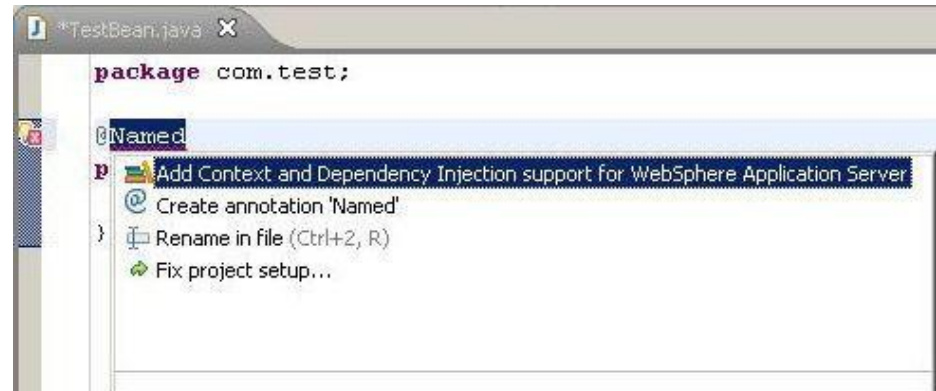 *TestBean.java
package com.test;
@Named
p
Add Context and Dependency Injection support for WebSphere Application Server
Create annotation 'Named'
}
Rename in file (Ctrl+2, R)
Fix project setup...